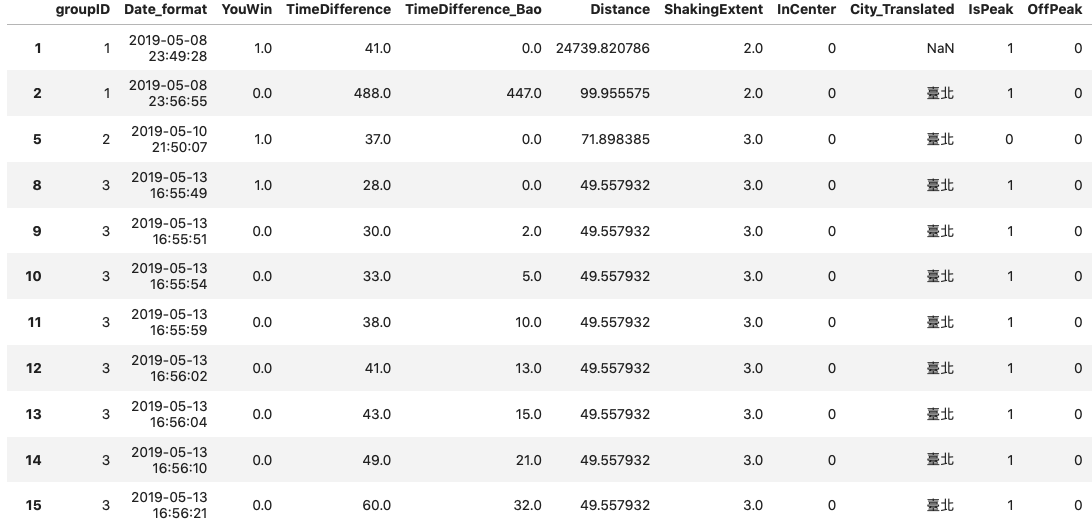 groupID Date_format YouWin TimeDifference TimeDifference_Bao Distance ShakingExtent InCenter City_Translated IsPeak OffPeak
1 1 2019-05-08 23:49:28 1.0 41.0 0.0 24739.820786 2.0 0 NaN 1 0
2 1 2019-05-08 23:56:55 0.0 488.0 447.0 99.955575 2.0 0 臺北 1 0
5 2 2019-05-10 21:50:07 1.0 37.0 0.0 71.898385 3.0 0 臺北 0 0
8 3 2019-05-13 16:55:49 1.0 28.0 0.0 49.557932 3.0 0 臺北 1 0
9 3 2019-05-13 16:55:51 0.0 30.0 2.0 49.557932 3.0 0 臺北 1 0
10 3 2019-05-13 16:55:54 0.0 33.0 5.0 49.557932 3.0 0 臺北 1 0
11 3 2019-05-13 16:55:59 0.0 38.0 10.0 49.557932 3.0 0 臺北 1 0
12 3 2019-05-13 16:56:02 0.0 41.0 13.0 49.557932 3.0 0 臺北 1 0
13 3 2019-05-13 16:56:04 0.0 43.0 15.0 49.557932 3.0 0 臺北 1 0
14 3 2019-05-13 16:56:10 0.0 49.0 21.0 49.557932 3.0 0 臺北 1 0
15 3 2019-05-13 16:56:21 0.0 60.0 32.0 49.557932 3.0 0 臺北 1 0